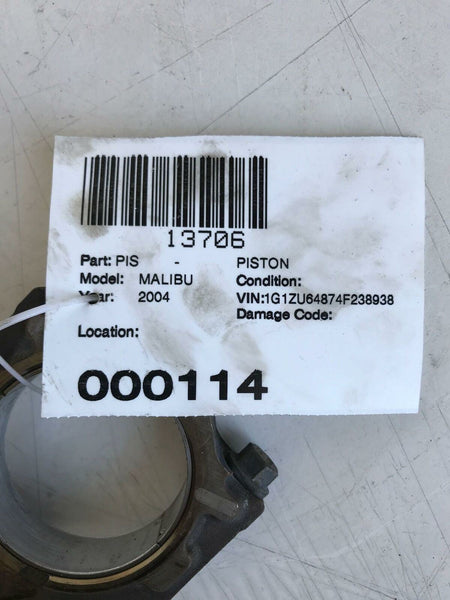 13706
Part: PIS - PISTON
Model: MALIBU Condition:
Year: 2004 VIN:1G1ZU64874F238938
Damage Code:
Location:
000114